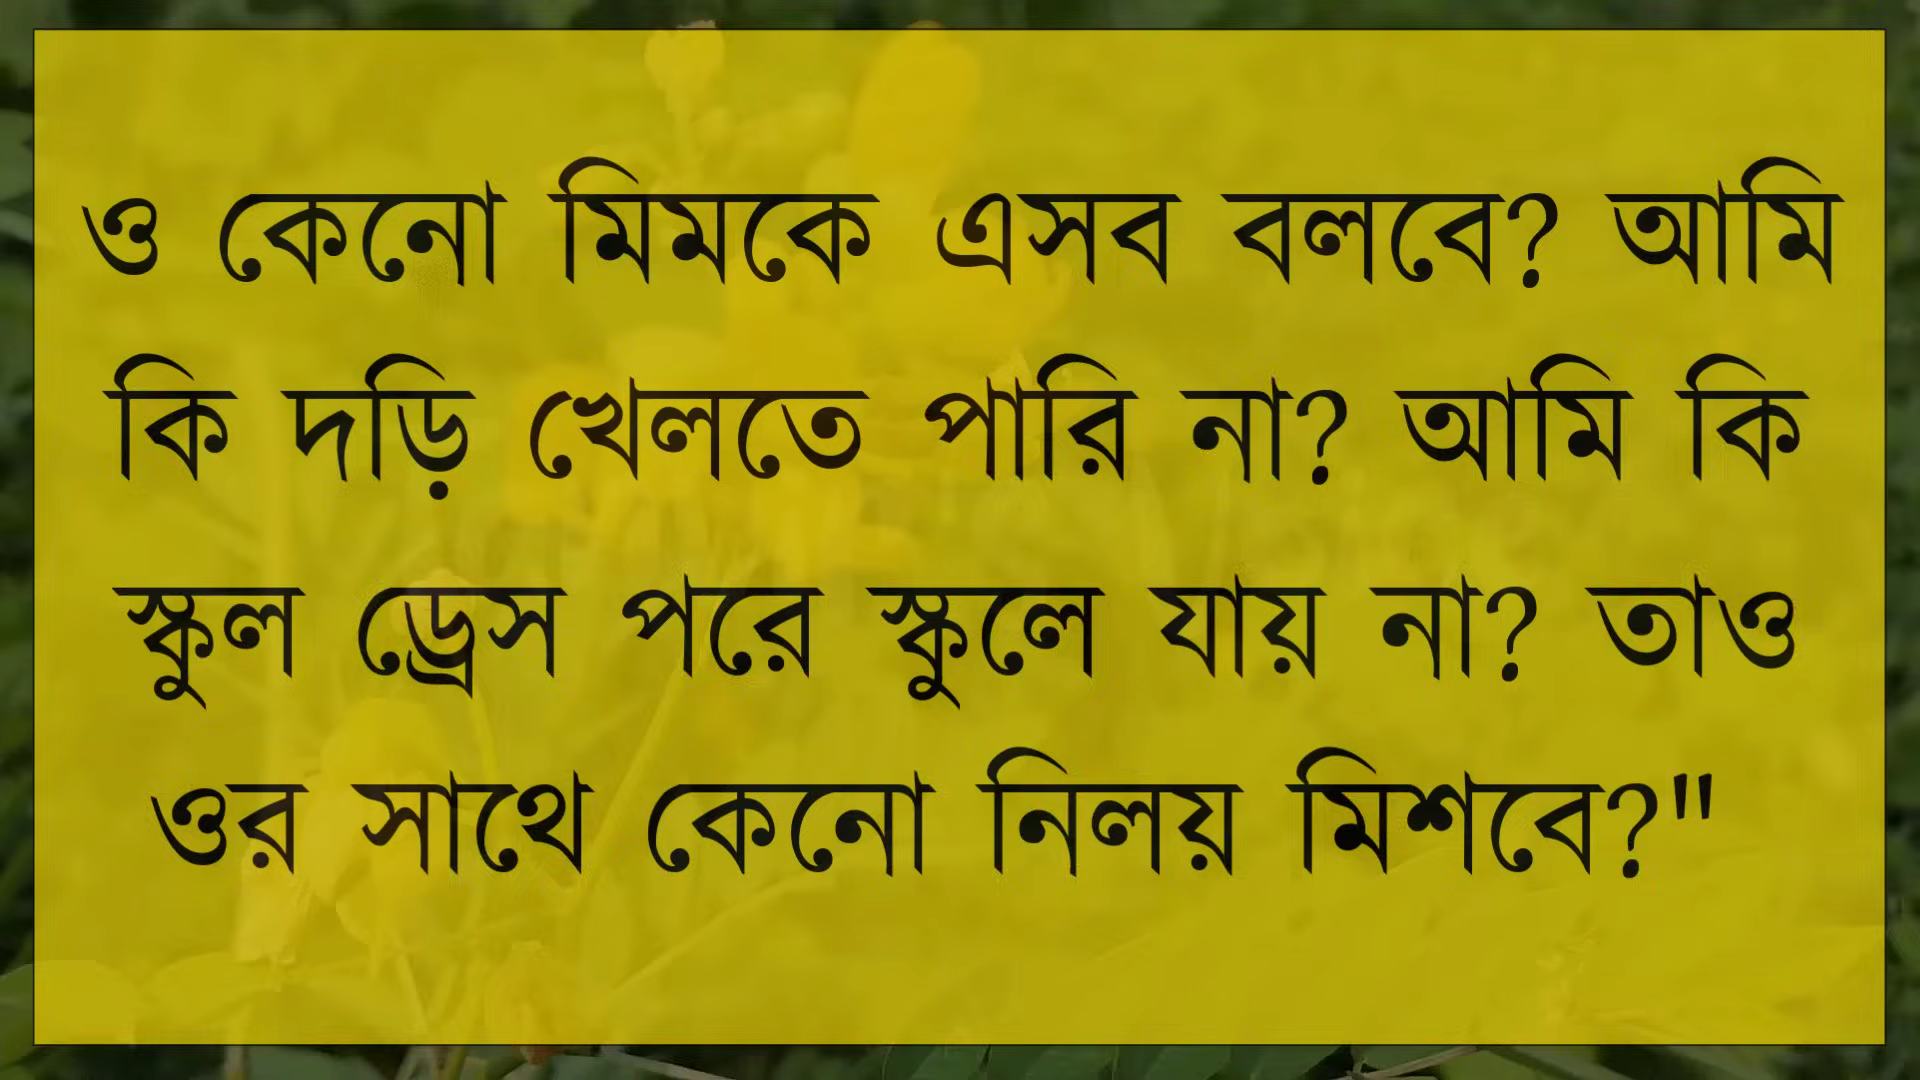 ও কেনো মিমকে এসব বলবে? আমি
কি দড়ি খেলতে পারি না? আমি কি
স্কুল ড্রেস পরে স্কুলে যায় না? তাও
ওর সাথে কেনো নিলয় মিশবে?"